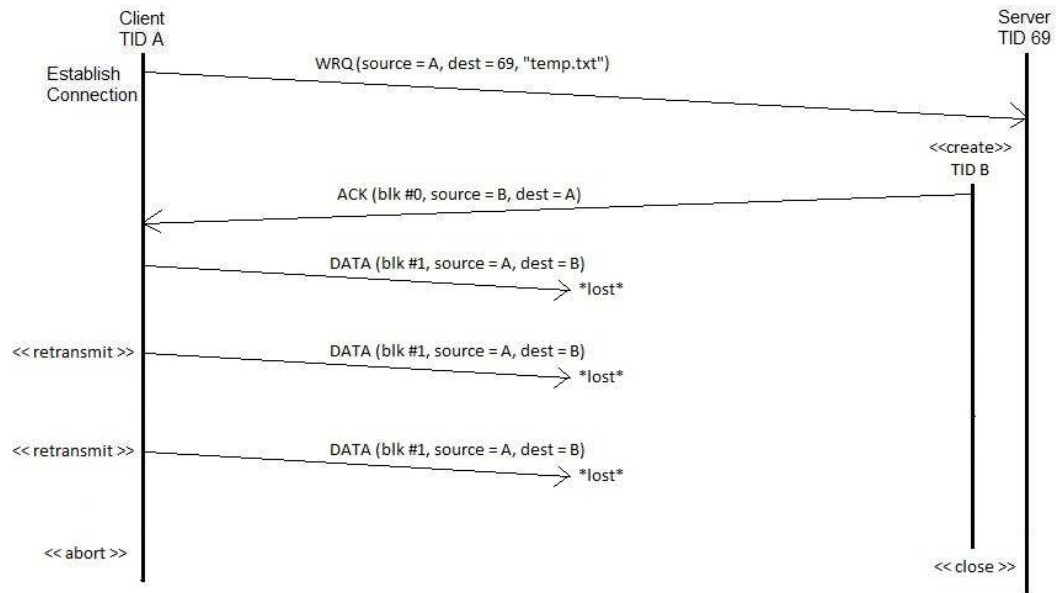 Client
TID A
Server
TID 69
Establish
Connection
WRQ (source = A, dest = 69, "temp.txt")
<<create>>
TID B
ACK (blk #0, source = B, dest = A)
DATA (blk #1, source = A, dest = B)
*lost*
<< retransmit >>
DATA (blk #1, source = A, dest = B)
*lost*
<< retransmit >>
DATA (blk #1, source = A, dest = B)
*lost*
<< abort >>
<< close >>